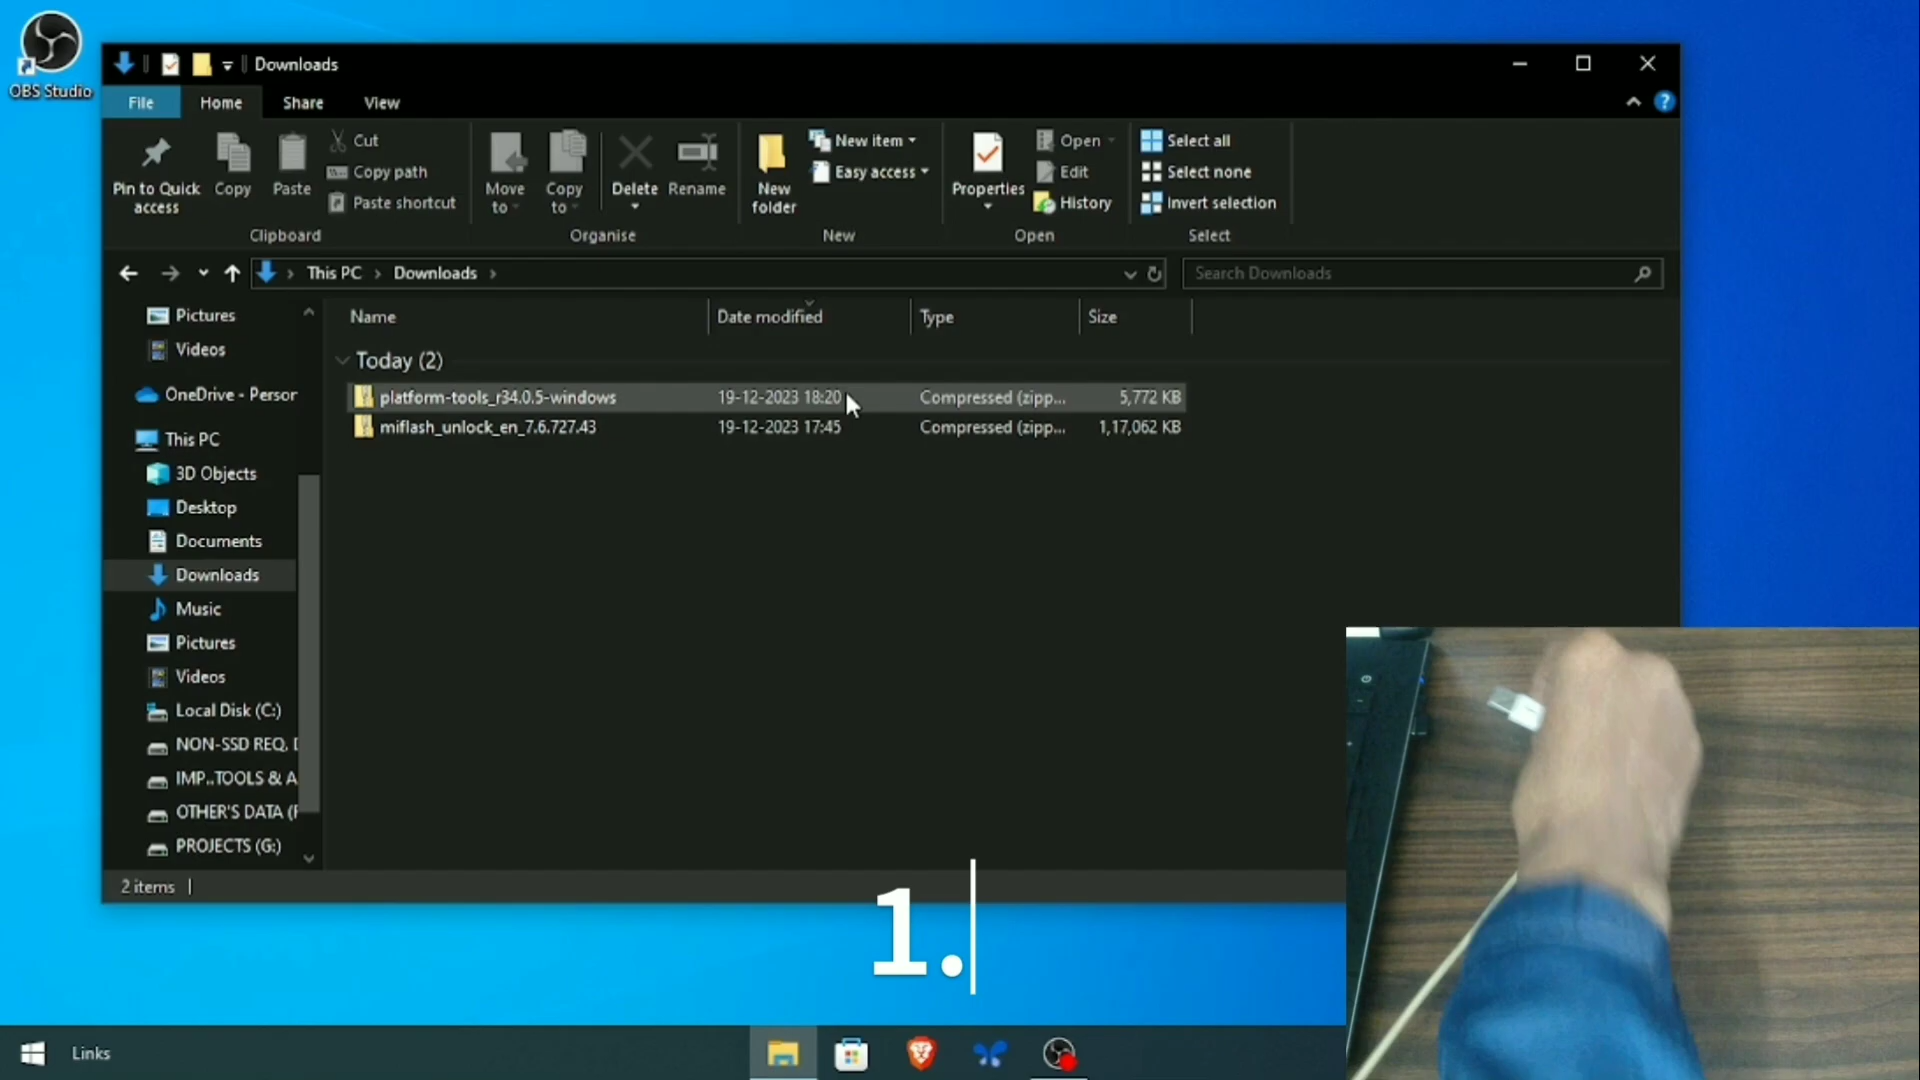 OBS Studio
Downloads
File Home Share View
Pin to Quick access
Copy
Paste
Cut
Copy path
Paste shortcut
Clipboard
Move to
Copy to
Delete
Rename
Organise
New folder
New item
Easy access
New
Properties
Open
Edit
History
Open
Select all
Select none
Invert selection
Select
This PC > Downloads >
Search Downloads
Name Date modified Type Size
Today (2)
platform-tools_r34.0.5-windows 19-12-2023 18:20 Compressed (zipp... 5,772 KB
miflash_unlock_en_7.6.727.43 19-12-2023 17:45 Compressed (zipp... 1,17,062 KB
Pictures
Videos
OneDrive - Persor
This PC
3D Objects
Desktop
Documents
Downloads
Music
Pictures
Videos
Local Disk (C:)
NON-SSD REQ.
IMP..TOOLS & A
OTHER'S DATA (F
PROJECTS (G:)
2 items
1.
Links